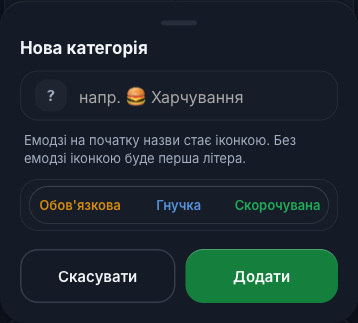 Нова категорія
? напр. 🍔 Харчування
Емодзі на початку назви стає іконкою. Без
емодзі іконкою буде перша літера.
Обов'язкова Гнучка Скорочувана
Скасувати Додати